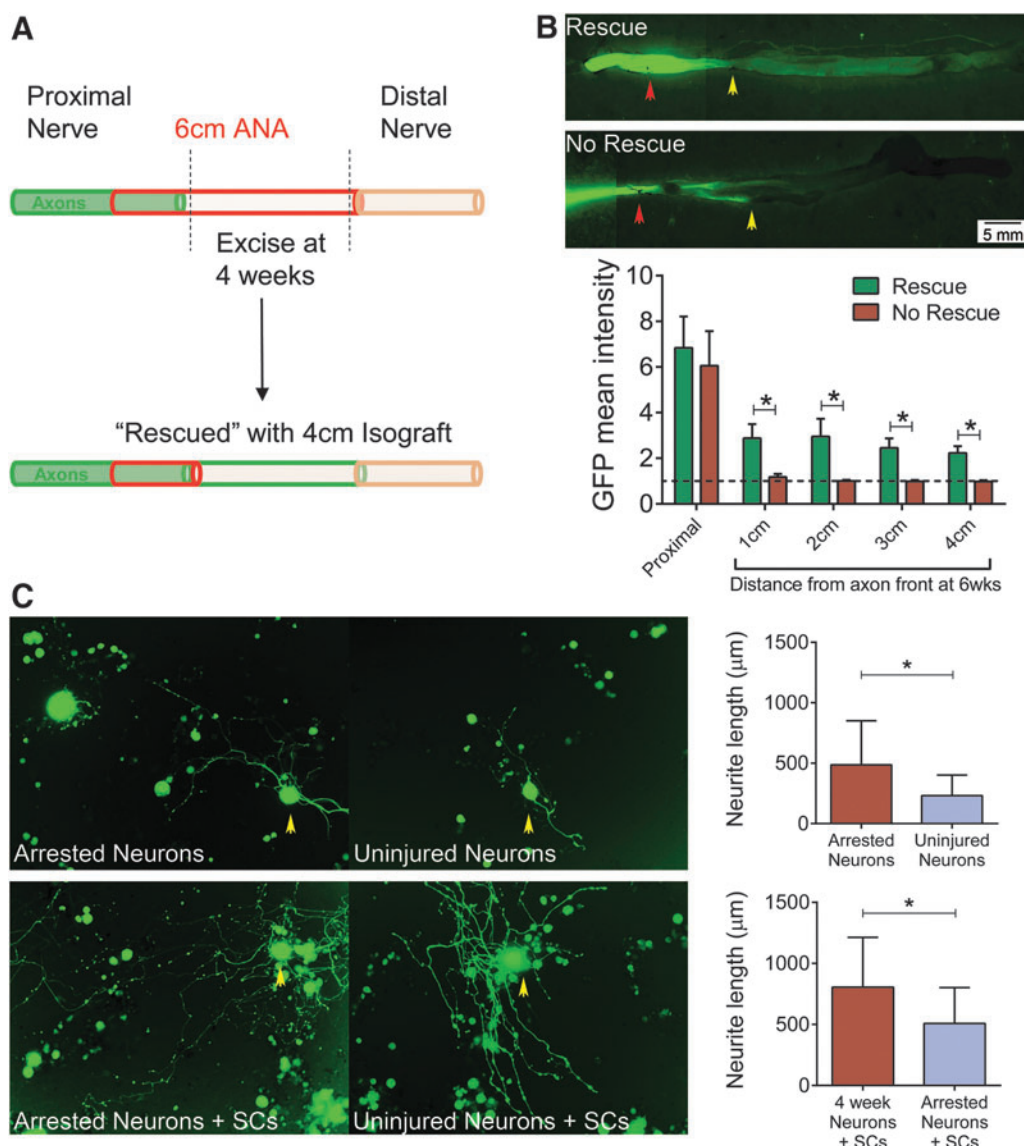 A
Proximal
Nerve
6cm ANA
Distal
Nerve
Axons
Excise at
4 weeks
“Rescued” with 4cm Isograft
Axons
B
Rescue
No Rescue
5 mm
GFP mean intensity
10
8
6
4
2
0
Rescue
No Rescue
*
*
*
*
Proximal
1cm
2cm
3cm
4cm
Distance from axon front at 6wks
C
Arrested Neurons
Uninjured Neurons
Arrested Neurons + SCs
Uninjured Neurons + SCs
Neurite length (μm)
1500
1000
500
0
*
Arrested
Neurons
Uninjured
Neurons
Neurite length (μm)
1500
1000
500
0
*
4 week
Neurons
+ SCs
Arrested
Neurons
+ SCs